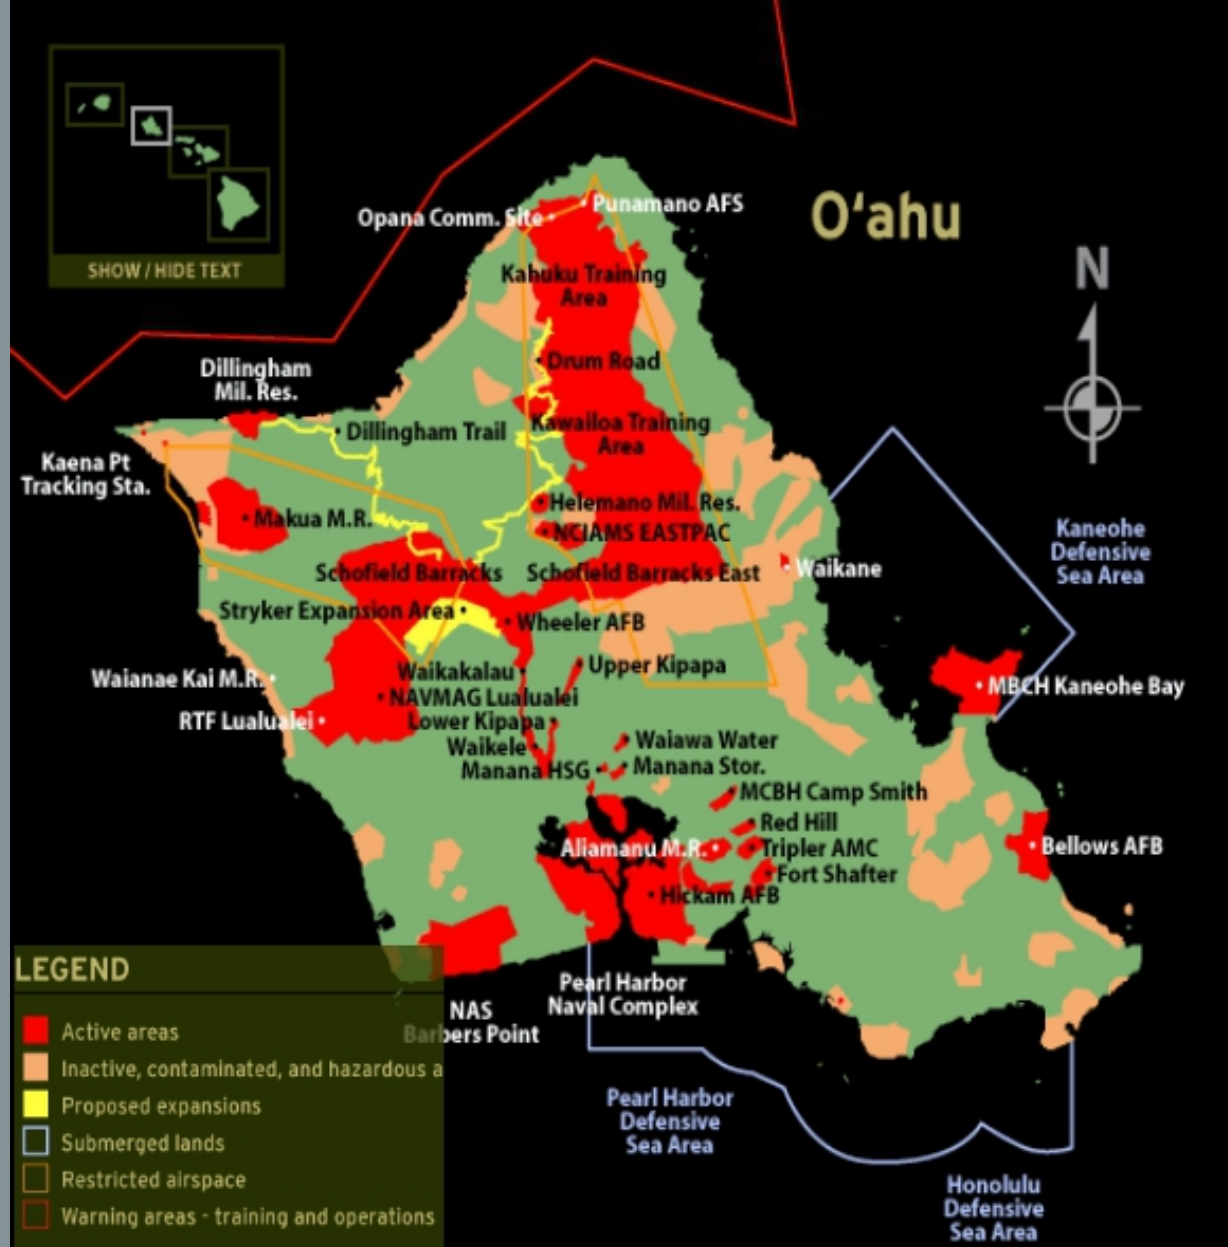 SHOW / HIDE TEXT
Oʻahu
N
Opana Comm. Site
Punamano AFS
Kahuku Training
Area
Drum Road
Dillingham
Mil. Res.
Dillingham Trail
Kawailoa Training
Area
Kaena Pt
Tracking Sta.
Makua M.R.
Helemano Mil. Res.
NCIAMS EASTPAC
Kaneohe
Defensive
Sea Area
Schofield Barracks
Schofield Barracks East
Waikane
Stryker Expansion Area
Wheeler AFB
Waianae Kai M.R.
Waikakalau
Upper Kipapa
MBCH Kaneohe Bay
NAVMAG Lualualei
RTF Lualualei
Lower Kipapa
Waikele
Waiawa Water
Manana HSG
Manana Stor.
MCBH Camp Smith
Red Hill
Aliamanu M.R.
Tripler AMC
Bellows AFB
Fort Shafter
Hickam AFB
Pearl Harbor
Naval Complex
NAS
Barbers Point
LEGEND
Active areas
Inactive, contaminated, and hazardous a
Proposed expansions
Submerged lands
Restricted airspace
Warning areas - training and operations
Pearl Harbor
Defensive
Sea Area
Honolulu
Defensive
Sea Area